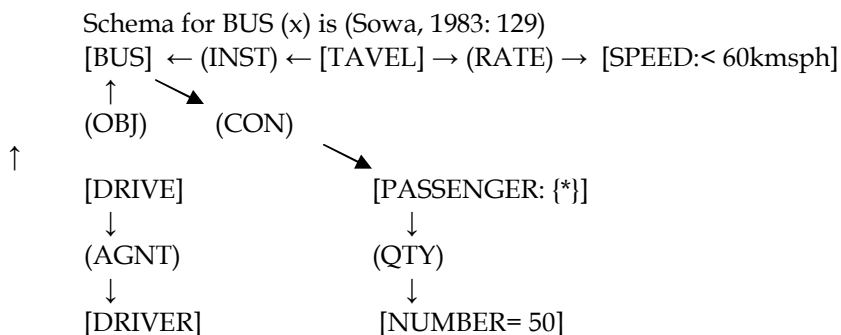 Schema for BUS (x) is (Sowa, 1983: 129)
[BUS] ← (INST) ← [TAVEL] → (RATE) → [SPEED:< 60kmsph]
↑
(OBJ) (CON)
↑
[DRIVE] [PASSENGER: {*}]
↓ ↓
(AGNT) (QTY)
↓ ↓
[DRIVER] [NUMBER= 50]